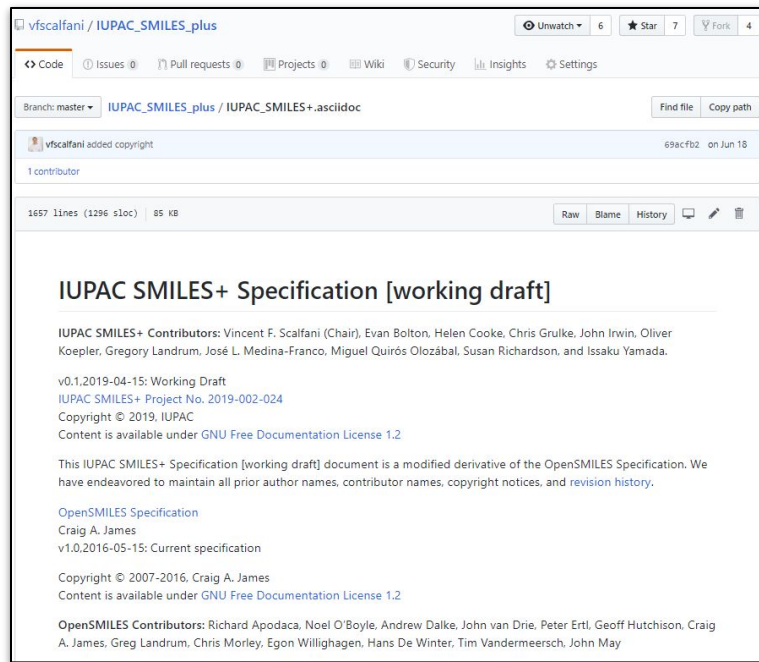 vfscalfani / IUPAC_SMILES_plus
Unwatch 6 Star 7 Fork 4
Code Issues 0 Pull requests 0 Projects 0 Wiki Security Insights Settings
Branch: master IUPAC_SMILES_plus / IUPAC_SMILES+.asciidoc Find file Copy path
vfscalfani added copyright 69acfb2 on Jun 18
1 contributor
1657 lines (1296 sloc) 85 KB Raw Blame History
IUPAC SMILES+ Specification [working draft]
IUPAC SMILES+ Contributors: Vincent F. Scalfani (Chair), Evan Bolton, Helen Cooke, Chris Grulke, John Irwin, Oliver
Koepler, Gregory Landrum, José L. Medina-Franco, Miguel Quirós Olozábal, Susan Richardson, and Issaku Yamada.
v0.1,2019-04-15: Working Draft
IUPAC SMILES+ Project No. 2019-002-024
Copyright © 2019, IUPAC
Content is available under GNU Free Documentation License 1.2
This IUPAC SMILES+ Specification [working draft] document is a modified derivative of the OpenSMILES Specification. We
have endeavored to maintain all prior author names, contributor names, copyright notices, and revision history.
OpenSMILES Specification
Craig A. James
v1.0,2016-05-15: Current specification
Copyright © 2007-2016, Craig A. James
Content is available under GNU Free Documentation License 1.2
OpenSMILES Contributors: Richard Apodaca, Noel O'Boyle, Andrew Dalke, John van Drie, Peter Ertl, Geoff Hutchison, Craig
A. James, Greg Landrum, Chris Morley, Egon Willighagen, Hans De Winter, Tim Vandermeersch, John May